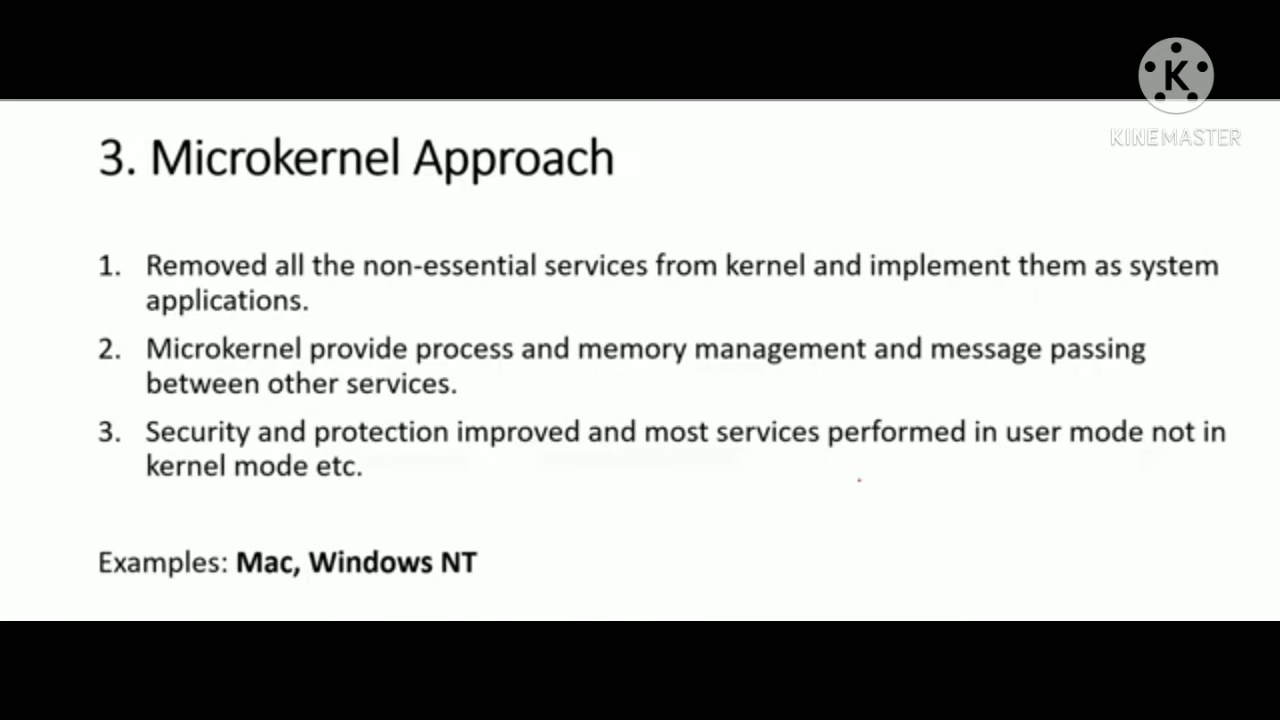 K
KINEMASTER
3. Microkernel Approach
1. Removed all the non-essential services from kernel and implement them as system
applications.
2. Microkernel provide process and memory management and message passing
between other services.
3. Security and protection improved and most services performed in user mode not in
kernel mode etc.
Examples: Mac, Windows NT